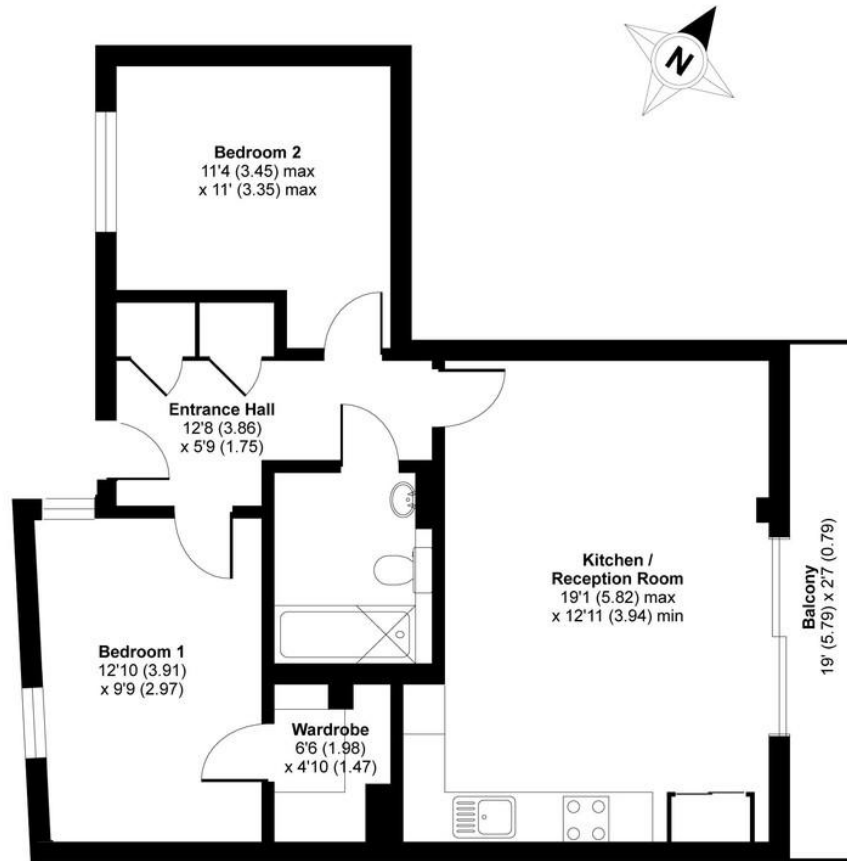 N
Bedroom 2
11'4 (3.45) max
x 11' (3.35) max
Entrance Hall
12'8 (3.86)
x 5'9 (1.75)
Kitchen /
Reception Room
19'1 (5.82) max
x 12'11 (3.94) min
Balcony
19' (5.79) x 2'7 (0.79)
Bedroom 1
12'10 (3.91)
x 9'9 (2.97)
Wardrobe
6'6 (1.98)
x 4'10 (1.47)